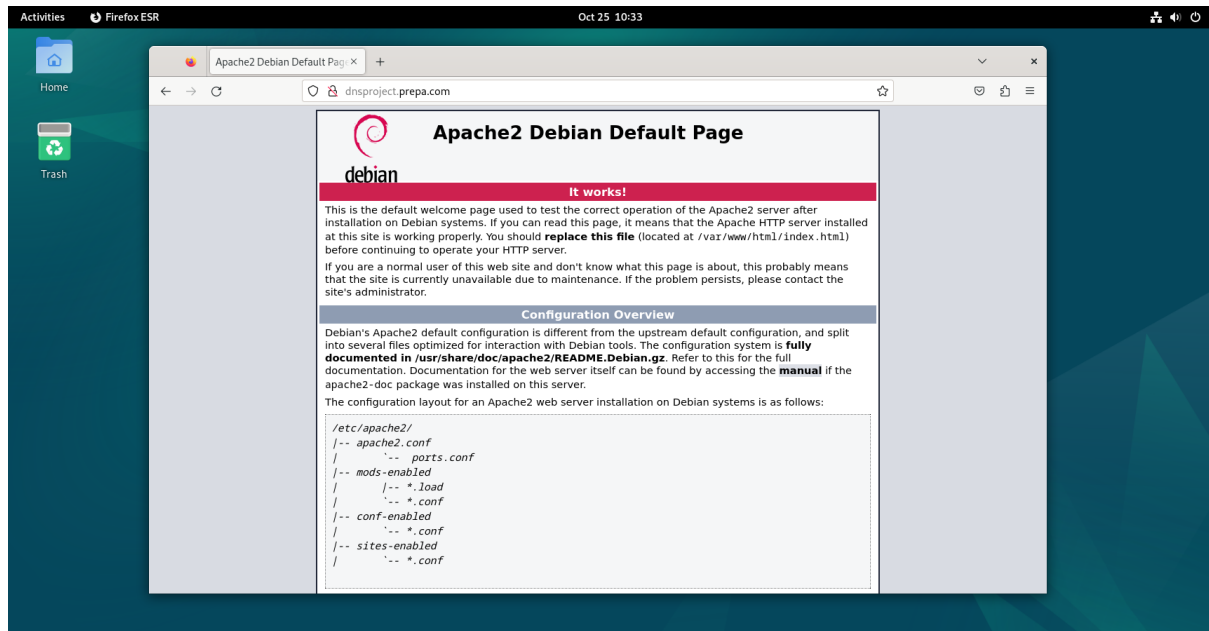 Activities Firefox ESR Oct 25 10:33
Home
Trash
Apache2 Debian Default Page
dnsproject.prepa.com
debian
Apache2 Debian Default Page
It works!
This is the default welcome page used to test the correct operation of the Apache2 server after
installation on Debian systems. If you can read this page, it means that the Apache HTTP server installed
at this site is working properly. You should replace this file (located at /var/www/html/index.html)
before continuing to operate your HTTP server.
If you are a normal user of this web site and don't know what this page is about, this probably means
that the site is currently unavailable due to maintenance. If the problem persists, please contact the
site's administrator.
Configuration Overview
Debian's Apache2 default configuration is different from the upstream default configuration, and split
into several files optimized for interaction with Debian tools. The configuration system is fully
documented in /usr/share/doc/apache2/README.Debian.gz. Refer to this for the full
documentation. Documentation for the web server itself can be found by accessing the manual if the
apache2-doc package was installed on this server.
The configuration layout for an Apache2 web server installation on Debian systems is as follows:
/etc/apache2/
|-- apache2.conf
|       `--  ports.conf
|-- mods-enabled
|       |-- *.load
|       `-- *.conf
|-- conf-enabled
|       `-- *.conf
|-- sites-enabled
|       `-- *.conf